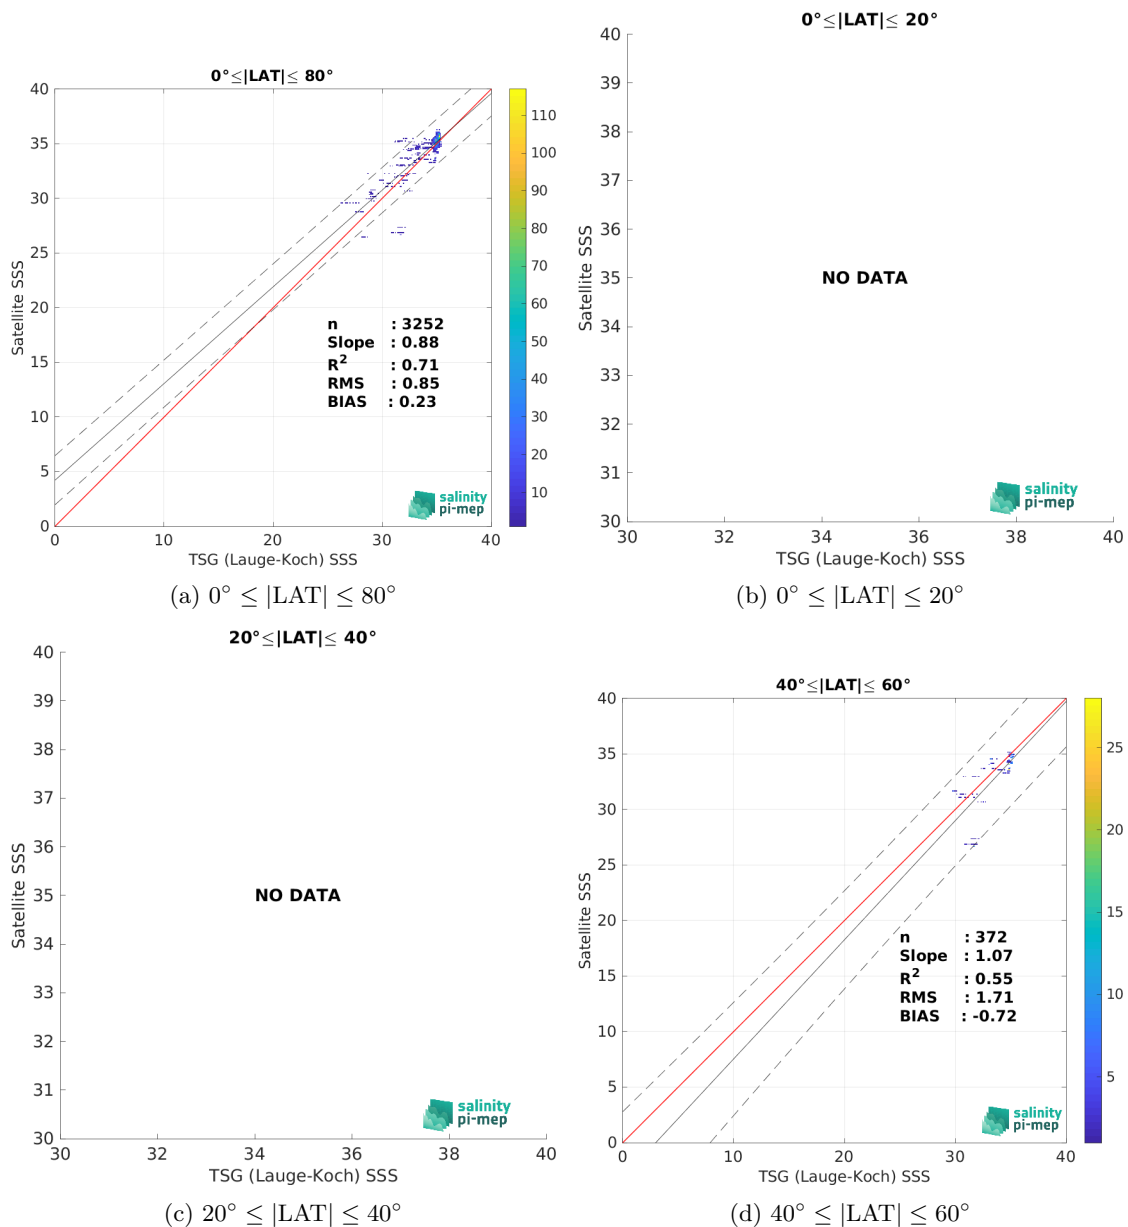 0°≤|LAT|≤ 80°
40
35
30
25
20
15
10
5
0
Satellite SSS
0
10
20
30
40
TSG (Lauge-Koch) SSS
110
100
90
80
70
60
50
40
30
20
10
n : 3252
Slope : 0.88
R² : 0.71
RMS : 0.85
BIAS : 0.23
salinity
pi-mep
(a) 0° ≤ |LAT| ≤ 80°
0°≤|LAT|≤ 20°
40
39
38
37
36
35
34
33
32
31
30
Satellite SSS
NO DATA
salinity
pi-mep
30
32
34
36
38
40
TSG (Lauge-Koch) SSS
(b) 0° ≤ |LAT| ≤ 20°
20°≤|LAT|≤ 40°
40
39
38
37
36
35
34
33
32
31
30
Satellite SSS
NO DATA
salinity
pi-mep
30
32
34
36
38
40
TSG (Lauge-Koch) SSS
(c) 20° ≤ |LAT| ≤ 40°
40°≤|LAT|≤ 60°
40
35
30
25
20
15
10
5
0
Satellite SSS
n : 372
Slope : 1.07
R² : 0.55
RMS : 1.71
BIAS : -0.72
salinity
pi-mep
0
10
20
30
40
TSG (Lauge-Koch) SSS
25
20
15
10
5
(d) 40° ≤ |LAT| ≤ 60°